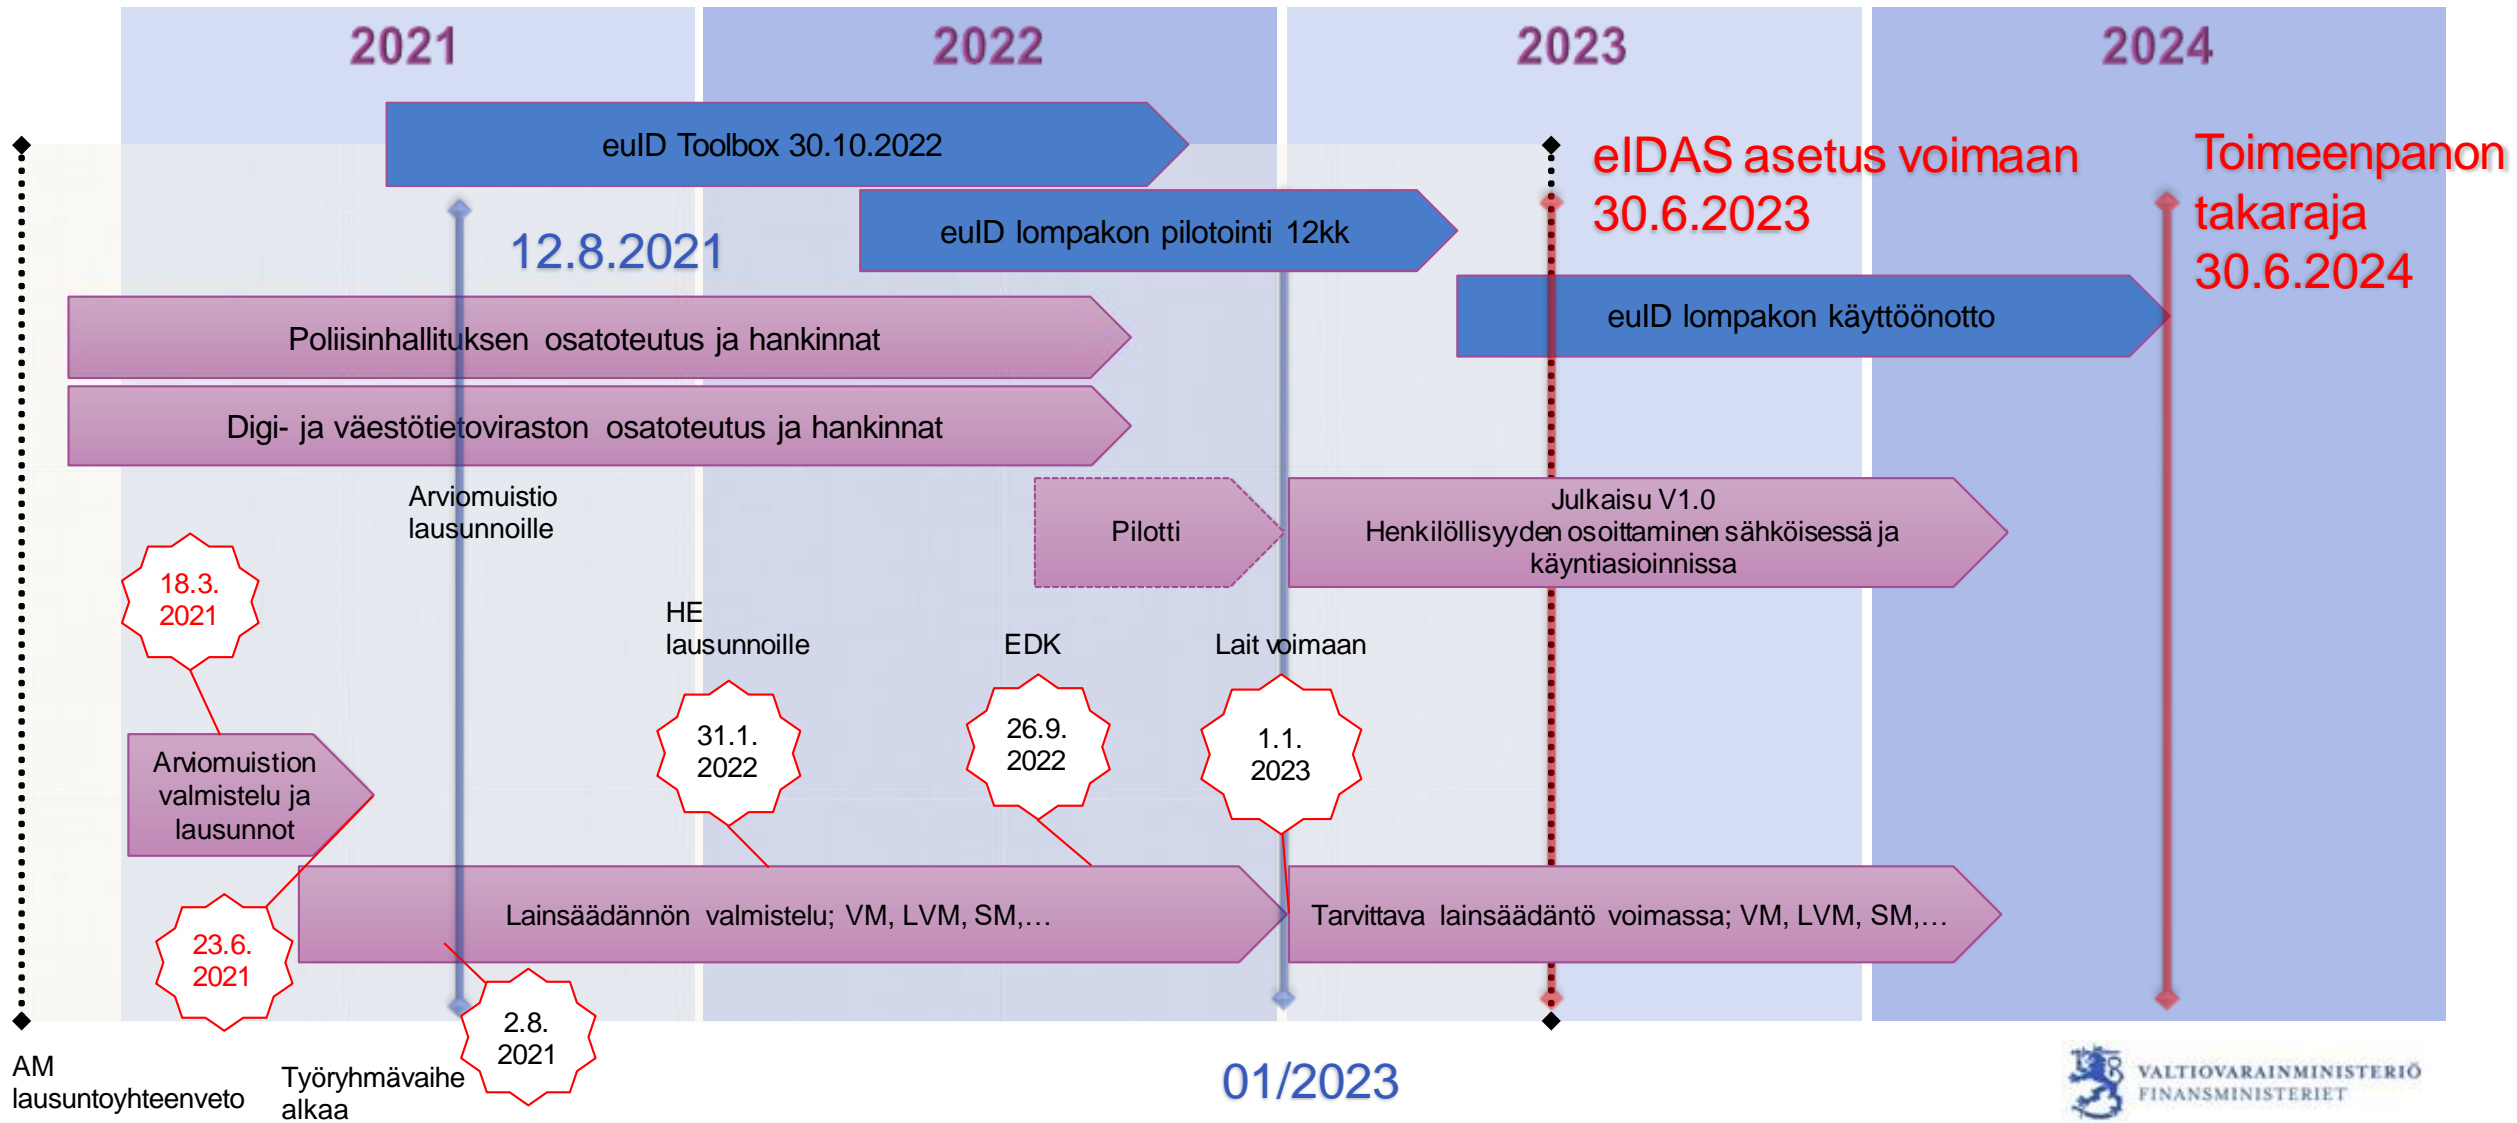 2021
2022
2023
2024
euID Toolbox 30.10.2022
eIDAS asetus voimaan
30.6.2023
Toimeenpanon
takaraja
30.6.2024
12.8.2021
euID lompakon pilotointi 12kk
euID lompakon käyttöönotto
Poliisinhallituksen osatoteutus ja hankinnat
Digi- ja väestötietoviraston osatoteutus ja hankinnat
Arviomuistio
lausunnoille
Pilotti
Julkaisu V1.0
Henkilöllisyyden osoittaminen sähköisessä ja
käyntiasioinnissa
18.3.
2021
HE
lausunnoille
EDK
Lait voimaan
31.1.
2022
26.9.
2022
1.1.
2023
Arviomuistion
valmistelu ja
lausunnot
Lainsäädännön valmistelu; VM, LVM, SM,…
Tarvittava lainsäädäntö voimassa; VM, LVM, SM,…
23.6.
2021
2.8.
2021
AM
lausuntoyhteenveto
Työryhmävaihe
alkaa
01/2023
VALTIOVARAINMINISTERIÖ
FINANSMINISTERIET